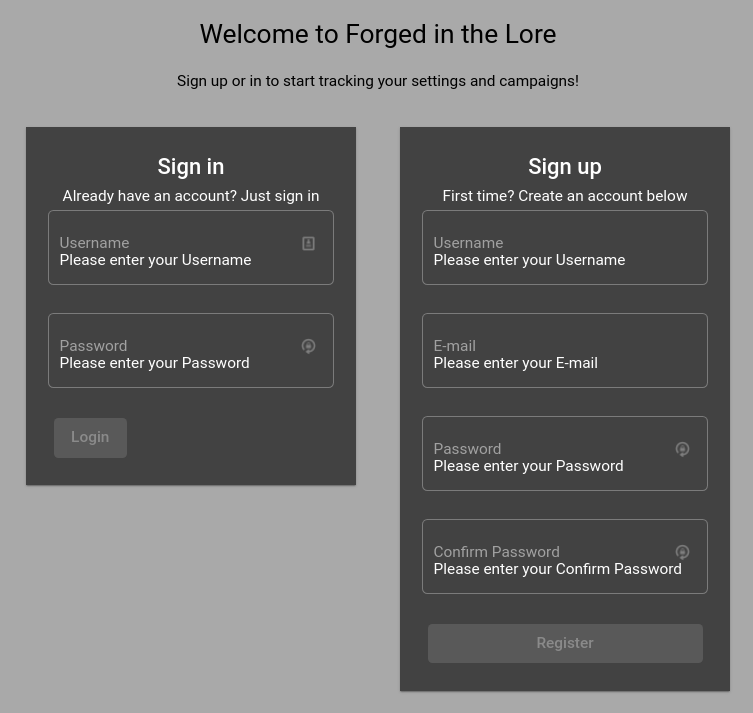 Welcome to Forged in the Lore
Sign up or in to start tracking your settings and campaigns!
Sign in
Already have an account? Just sign in
Username
Please enter your Username
Password
Please enter your Password
Login
Sign up
First time? Create an account below
Username
Please enter your Username
E-mail
Please enter your E-mail
Password
Please enter your Password
Confirm Password
Please enter your Confirm Password
Register